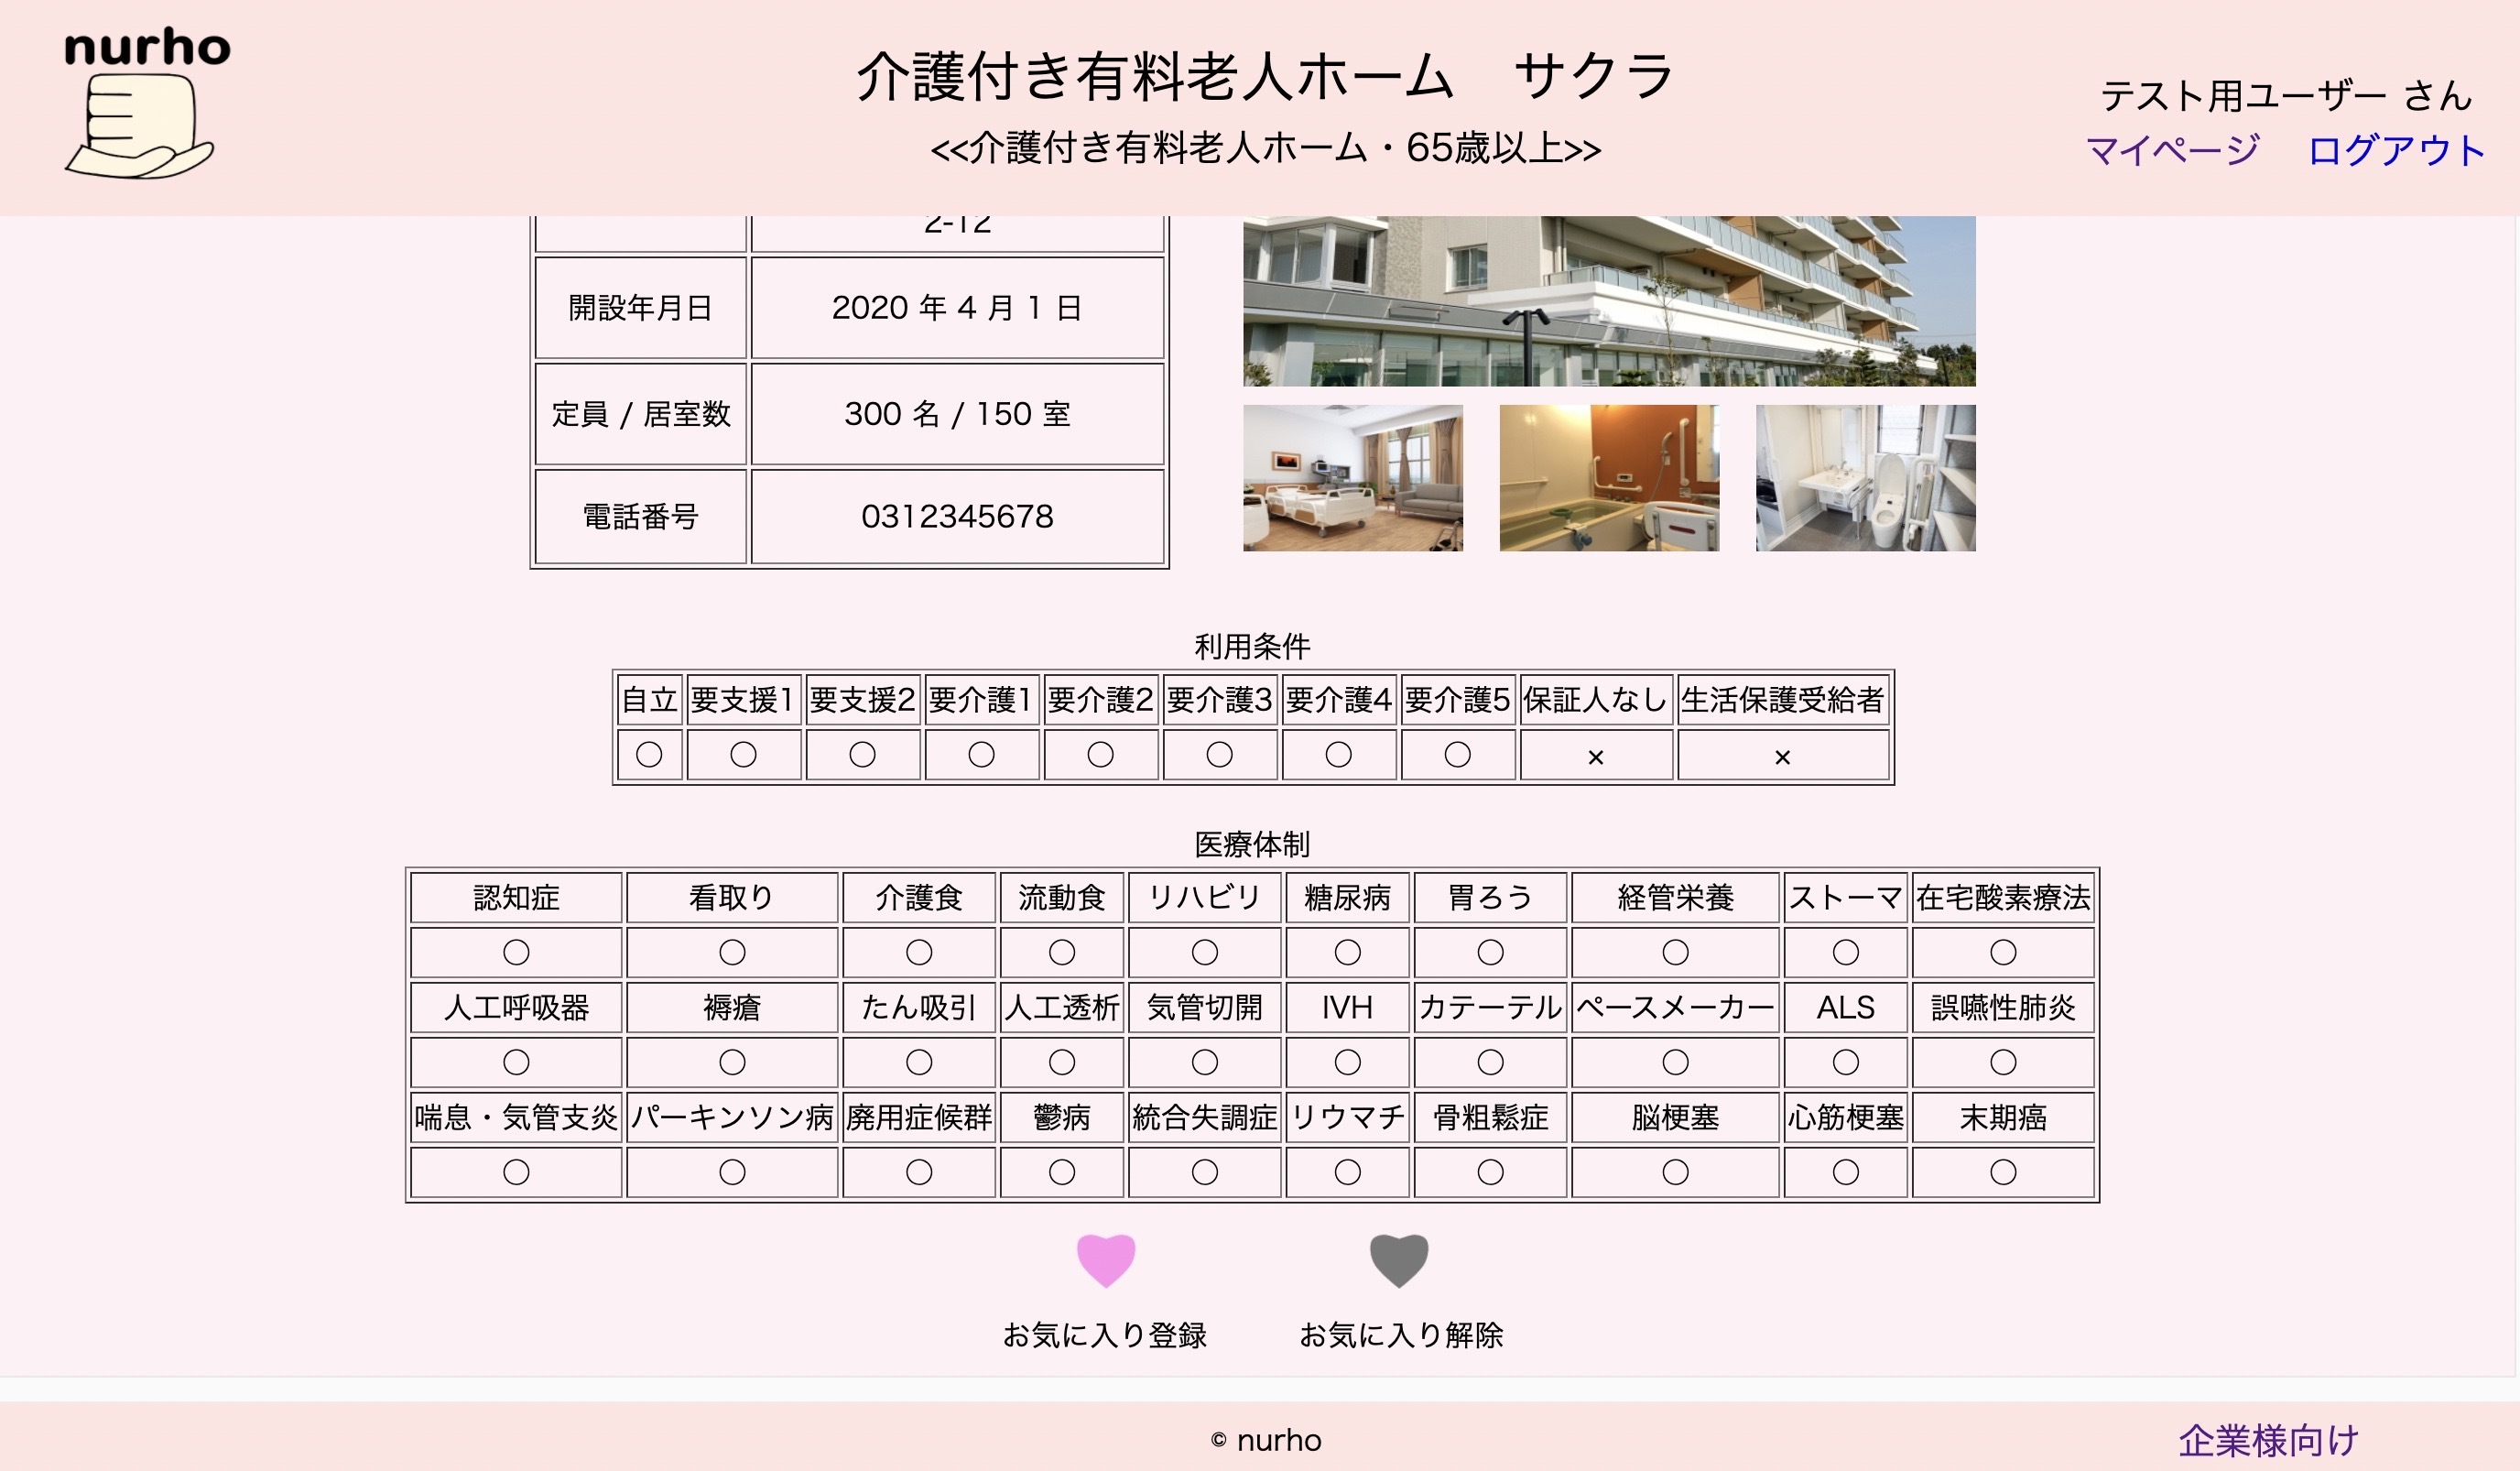 nurho
介護付き有料老人ホーム　サクラ
<<介護付き有料老人ホーム・65歳以上>>
テスト用ユーザー さん
マイページ ログアウト
2-12
開設年月日 2020 年 4 月 1 日
定員 / 居室数 300 名 / 150 室
電話番号 0312345678
利用条件
自立 要支援1 要支援2 要介護1 要介護2 要介護3 要介護4 要介護5 保証人なし 生活保護受給者
○ ○ ○ ○ ○ ○ ○ ○ × ×
医療体制
認知症 看取り 介護食 流動食 リハビリ 糖尿病 胃ろう 経管栄養 ストーマ 在宅酸素療法
○ ○ ○ ○ ○ ○ ○ ○ ○ ○
人工呼吸器 褥瘡 たん吸引 人工透析 気管切開 IVH カテーテル ペースメーカー ALS 誤嚥性肺炎
○ ○ ○ ○ ○ ○ ○ ○ ○ ○
喘息・気管支炎 パーキンソン病 廃用症候群 鬱病 統合失調症 リウマチ 骨粗鬆症 脳梗塞 心筋梗塞 末期癌
○ ○ ○ ○ ○ ○ ○ ○ ○ ○
お気に入り登録 お気に入り解除
© nurho
企業様向け